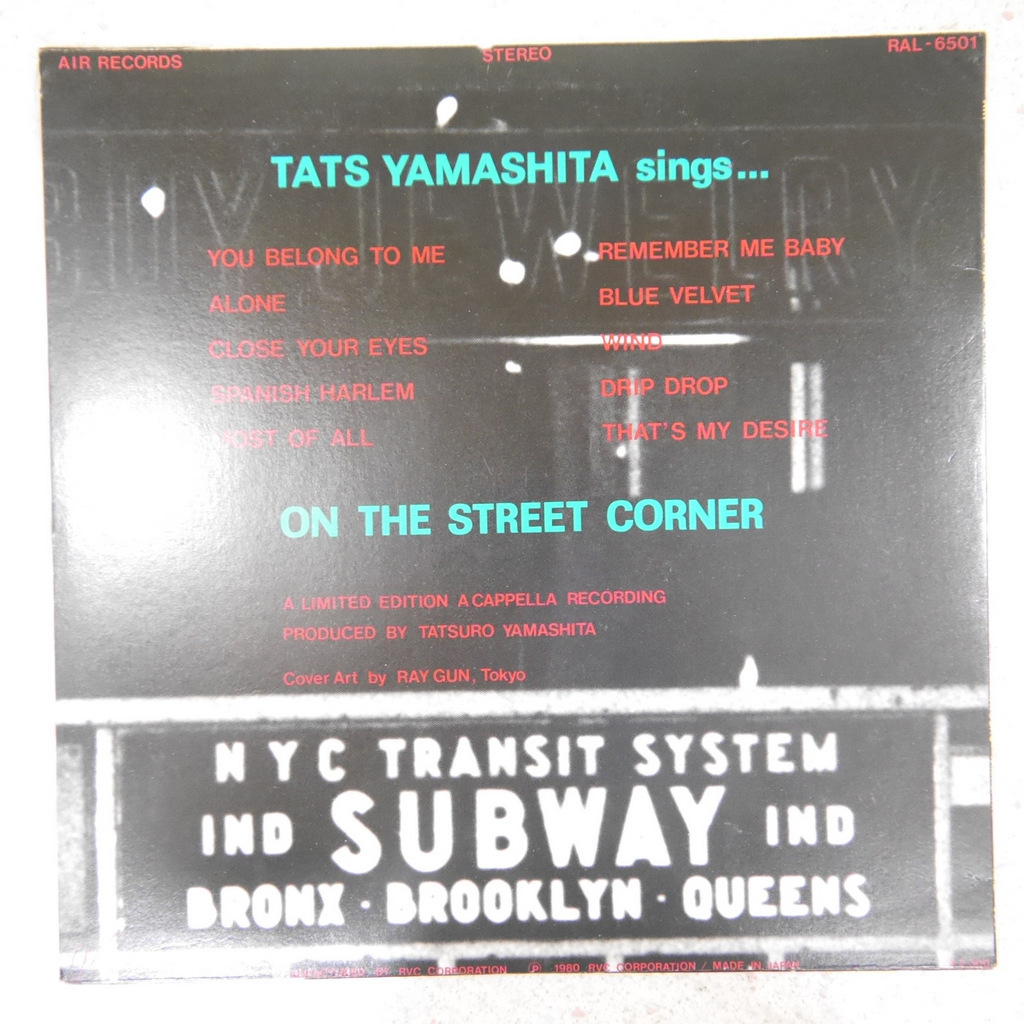 AIR RECORDS
STEREO
RAL-6501
TATS YAMASHITA sings...
YOU BELONG TO ME
ALONE
CLOSE YOUR EYES
SPANISH HARLEM
MOST OF ALL
REMEMBER ME BABY
BLUE VELVET
WIND
DRIP DROP
THAT'S MY DESIRE
ON THE STREET CORNER
A LIMITED EDITION A CAPPELLA RECORDING
PRODUCED BY TATSURO YAMASHITA
Cover Art by RAY GUN, Tokyo
NYC TRANSIT SYSTEM
IND SUBWAY IND
BRONX · BROOKLYN · QUEENS
BY RVC CORPORATION Ⓟ 1980 RVC CORPORATION / MADE IN JAPAN